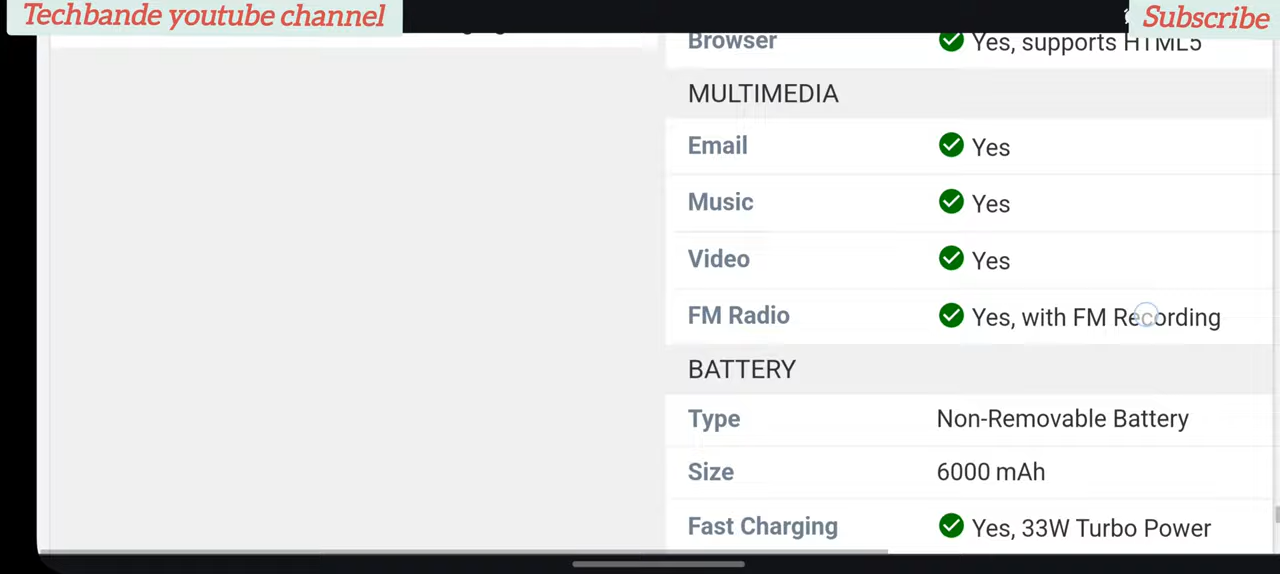 Techbande youtube channel
Subscribe
Browser Yes, supports HTML5
MULTIMEDIA
Email Yes
Music Yes
Video Yes
FM Radio Yes, with FM Recording
BATTERY
Type Non-Removable Battery
Size 6000 mAh
Fast Charging Yes, 33W Turbo Power